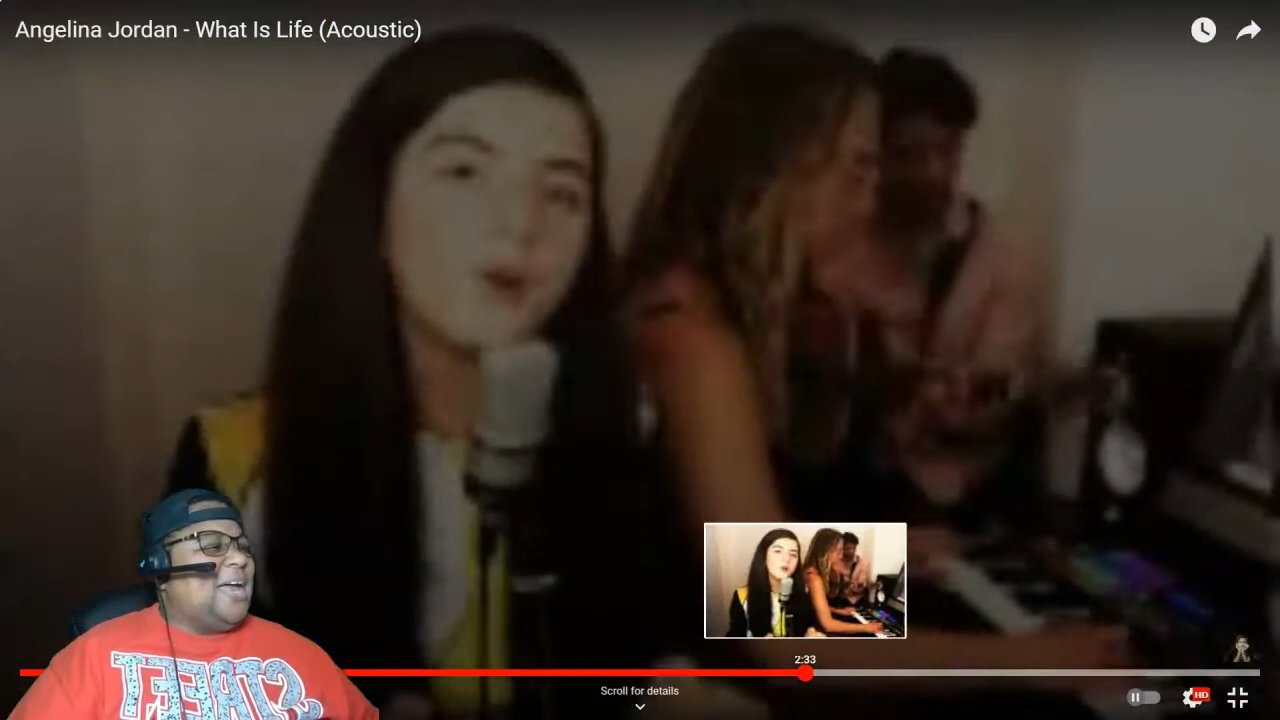 Angelina Jordan - What Is Life (Acoustic)
2:33
Scroll for details
HD